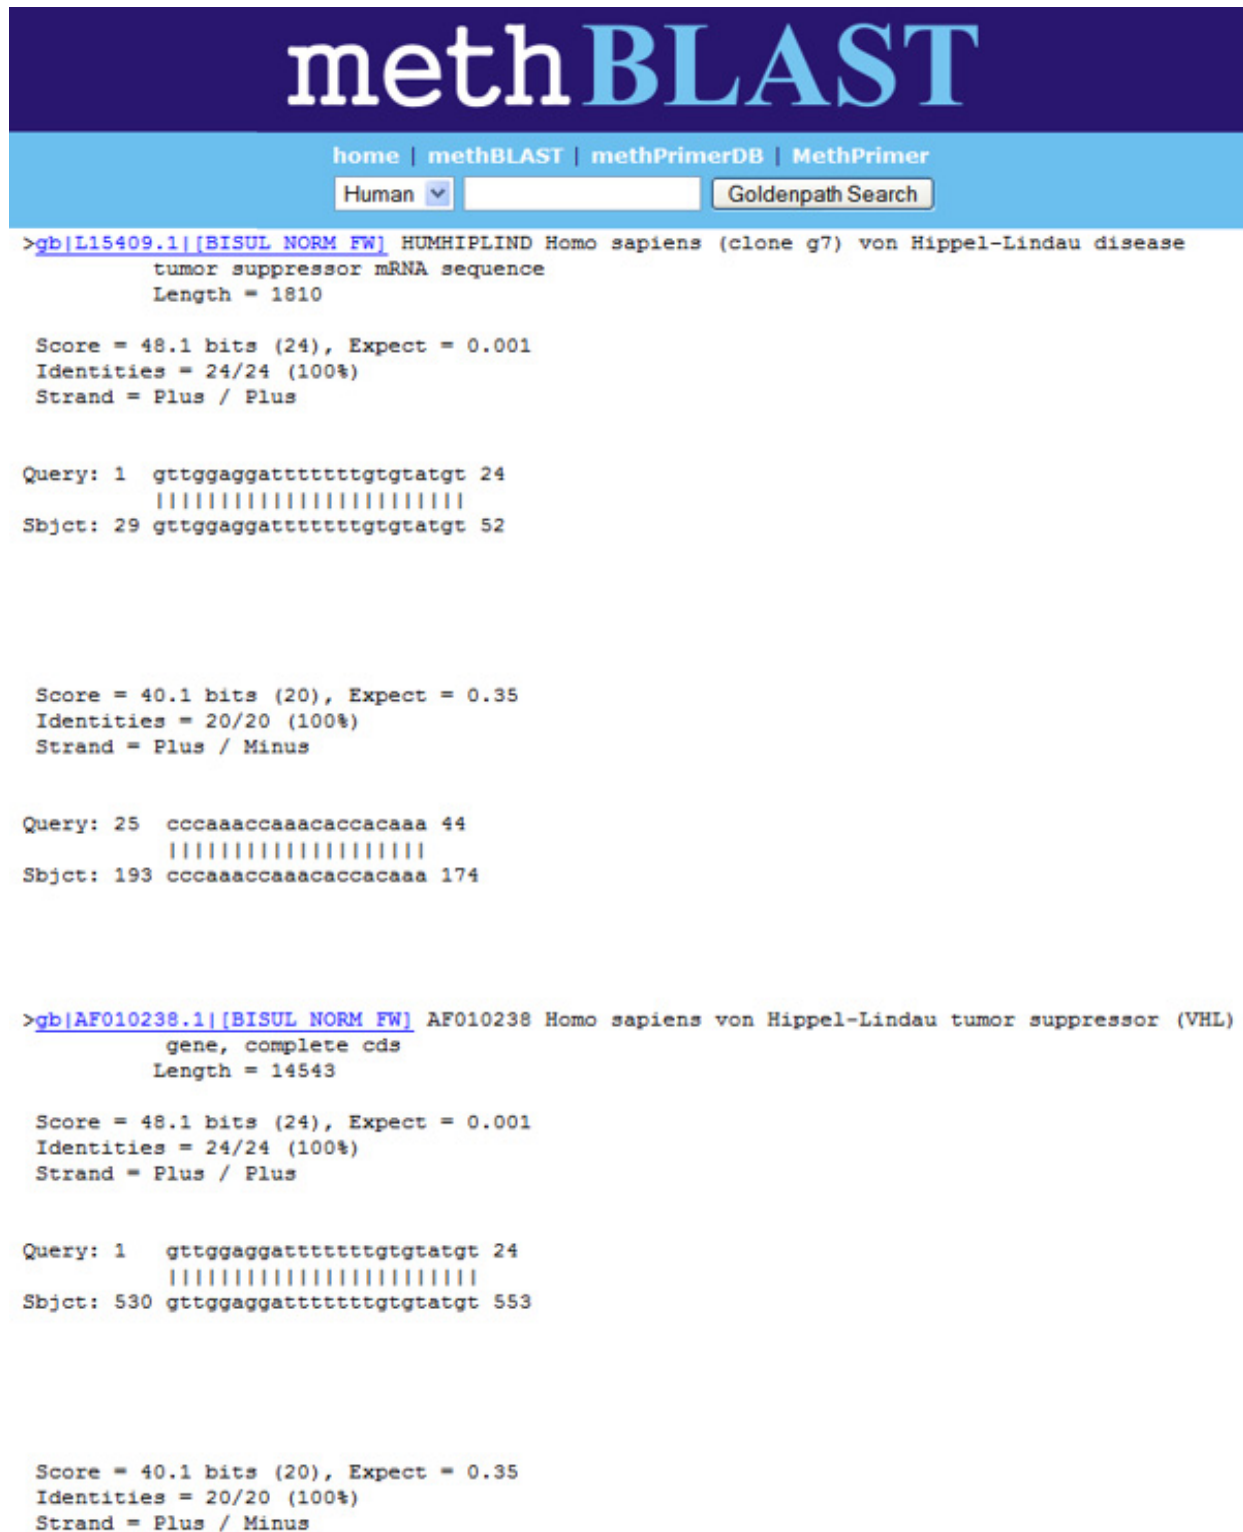 methBLAST
home | methBLAST | methPrimerDB | MethPrimer
Human Goldenpath Search
>gb|L15409.1|[BISUL NORM FW] HUMHIPLIND Homo sapiens (clone g7) von Hippel-Lindau disease
tumor suppressor mRNA sequence
Length = 1810
Score = 48.1 bits (24), Expect = 0.001
Identities = 24/24 (100%)
Strand = Plus / Plus
Query: 1 gttggaggatttttttgtgtatgt 24
||||||||||||||||||||||||
Sbjct: 29 gttggaggatttttttgtgtatgt 52
Score = 40.1 bits (20), Expect = 0.35
Identities = 20/20 (100%)
Strand = Plus / Minus
Query: 25 cccaaaccaaacaccacaaa 44
||||||||||||||||||||
Sbjct: 193 cccaaaccaaacaccacaaa 174
>gb|AF010238.1|[BISUL NORM FW] AF010238 Homo sapiens von Hippel-Lindau tumor suppressor (VHL)
gene, complete cds
Length = 14543
Score = 48.1 bits (24), Expect = 0.001
Identities = 24/24 (100%)
Strand = Plus / Plus
Query: 1 gttggaggatttttttgtgtatgt 24
||||||||||||||||||||||||
Sbjct: 530 gttggaggatttttttgtgtatgt 553
Score = 40.1 bits (20), Expect = 0.35
Identities = 20/20 (100%)
Strand = Plus / Minus